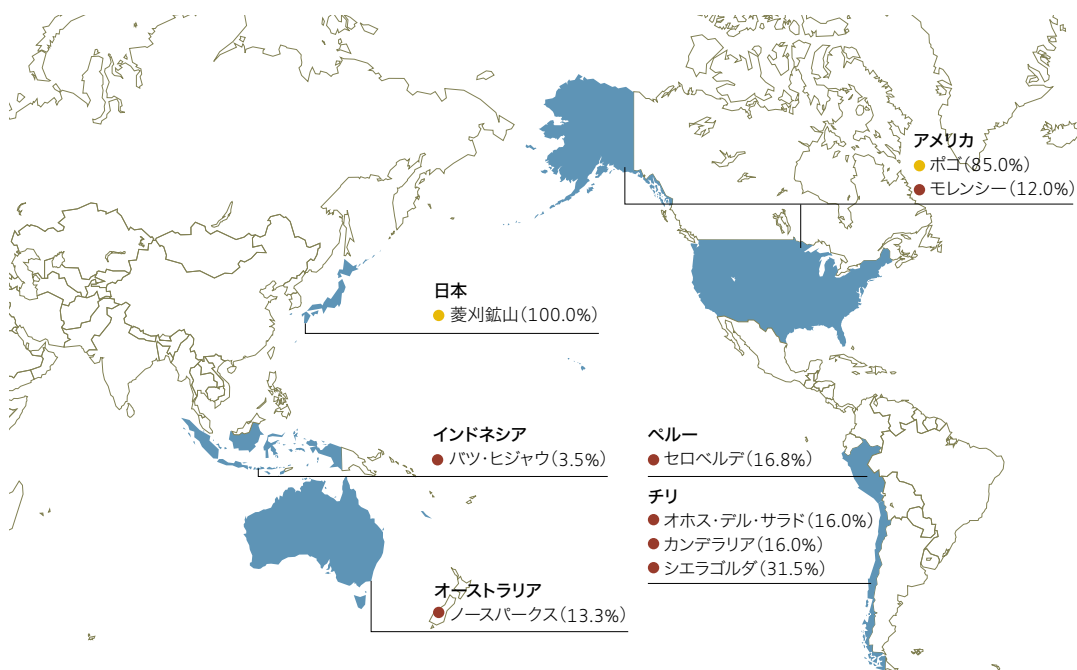 アメリカ
ポゴ(85.0%)
モレンシー(12.0%)
日本
菱刈鉱山(100.0%)
インドネシア
バツ・ヒジャウ(3.5%)
ペルー
セロベルデ(16.8%)
チリ
オホス・デル・サラド(16.0%)
カンデラリア(16.0%)
シエラゴルダ(31.5%)
オーストラリア
ノースパークス(13.3%)